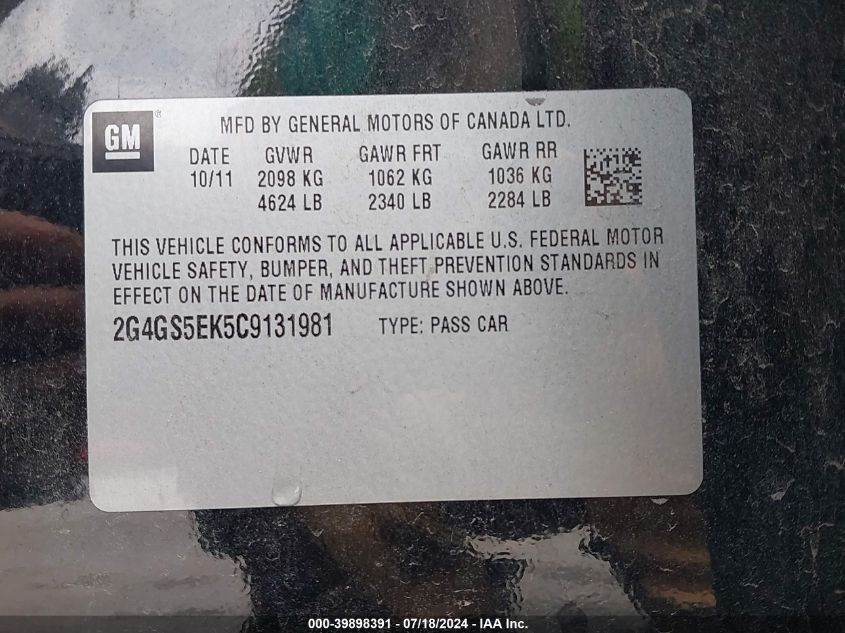 GM®
MFD BY GENERAL MOTORS OF CANADA LTD.
DATE GVWR GAWR FRT GAWR RR
10/11 2098 KG 1062 KG 1036 KG
4624 LB 2340 LB 2284 LB
THIS VEHICLE CONFORMS TO ALL APPLICABLE U.S. FEDERAL MOTOR
VEHICLE SAFETY, BUMPER, AND THEFT PREVENTION STANDARDS IN
EFFECT ON THE DATE OF MANUFACTURE SHOWN ABOVE.
2G4GS5EK5C9131981 TYPE: PASS CAR
000-39898391 / 07/18/2024 - IAA Inc.